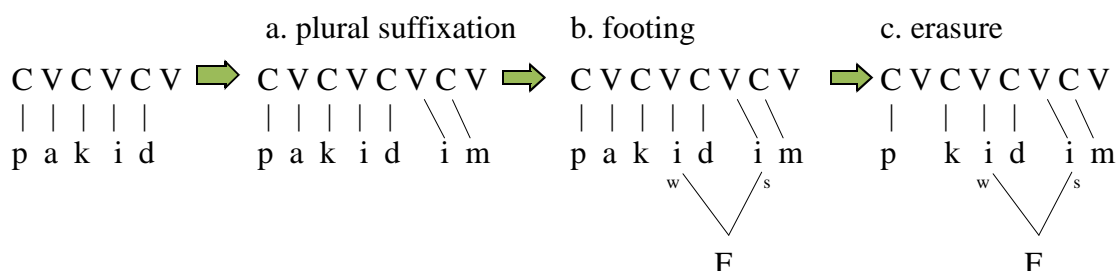 a. plural suffixation b. footing c. erasure
C V C V C V C V C V C V C V C V C V C V C V C V C V C V C V
p a k i d p a k i d i m p a k i d i m p k i d i m
w s w s
F F